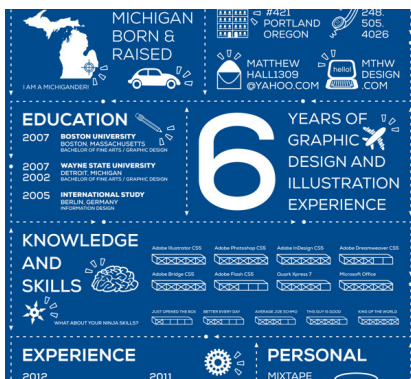 MICHIGAN
BORN &
RAISED
I AM A MICHIGANDER!
#421
PORTLAND
OREGON
248.
505.
4026
MATTHEW
HALL1309
@YAHOO.COM
hello!
MTHW
DESIGN
.COM
EDUCATION
2007 BOSTON UNIVERSITY
BOSTON, MASSACHUSETTS
BACHELOR OF FINE ARTS / GRAPHIC DESIGN
2007 WAYNE STATE UNIVERSITY
2002 DETROIT, MICHIGAN
BACHELOR OF FINE ARTS / GRAPHIC DESIGN
2005 INTERNATIONAL STUDY
BERLIN, GERMANY
INFORMATION DESIGN
6
YEARS OF
GRAPHIC
DESIGN AND
ILLUSTRATION
EXPERIENCE
KNOWLEDGE
AND
SKILLS
WHAT ABOUT YOUR NINJA SKILLS?
Adobe Illustrator CS5 Adobe Photoshop CS5 Adobe InDesign CS5 Adobe Dreamweaver CS5
Adobe Bridge CS5 Adobe Flash CS5 Quark Xpress 7 Microsoft Office
JUST OPENED THE BOX BETTER EVERY DAY AVERAGE JOE SCHMO THIS GUY IS GOOD KING OF THE WORLD
EXPERIENCE
2012 2011
PERSONAL
MIXTAPE